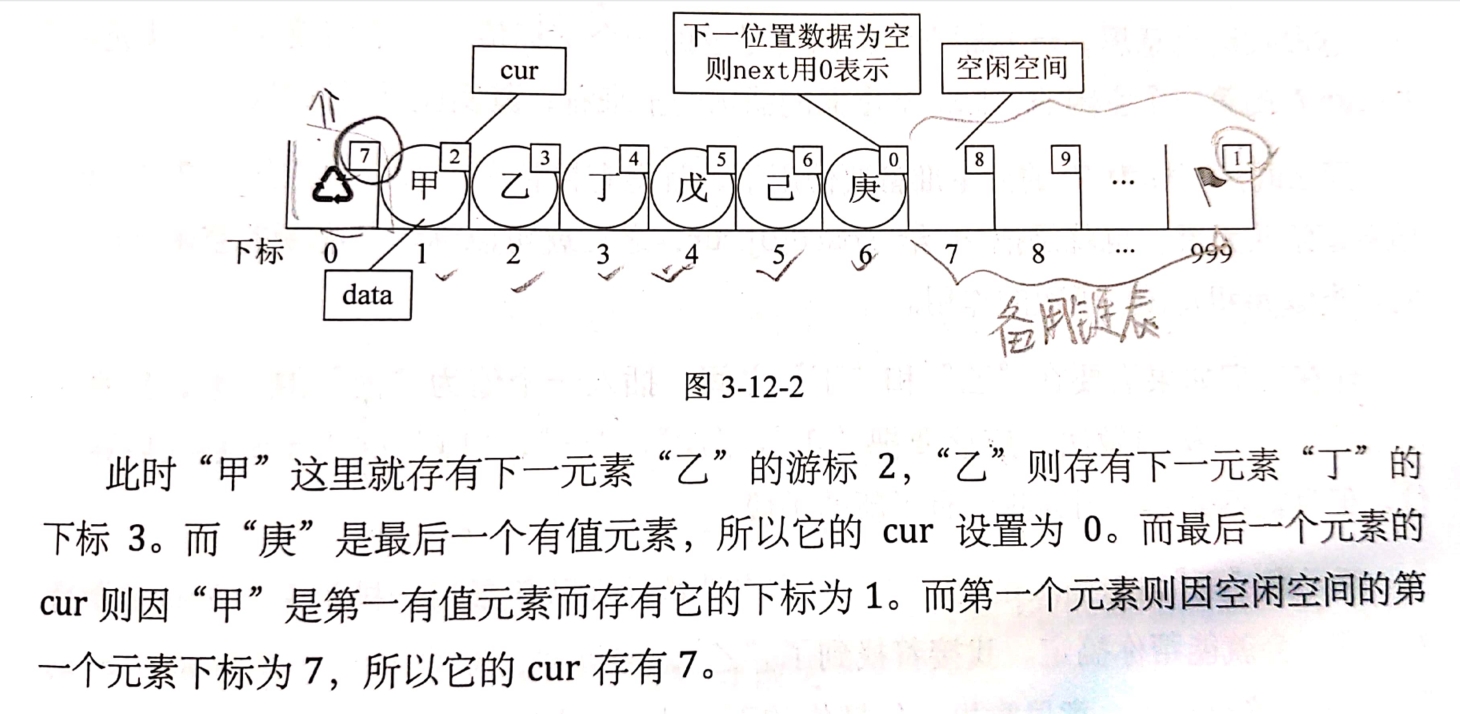 下一位置数据为空
则next用0表示
cur
空闲空间
7 2 3 4 5 6 0 8 9 1
甲 乙 丁 戊 己 庚 ...
下标 0 1 2 3 4 5 6 7 8 ... 999
data
备用链表
图 3-12-2
此时“甲”这里就存有下一元素“乙”的游标 2，“乙”则存有下一元素“丁”的
下标 3。而“庚”是最后一个有值元素，所以它的 cur 设置为 0。而最后一个元素的
cur 则因“甲”是第一有值元素而存有它的下标为 1。而第一个元素则因空闲空间的第
一个元素下标为 7，所以它的 cur 存有 7。